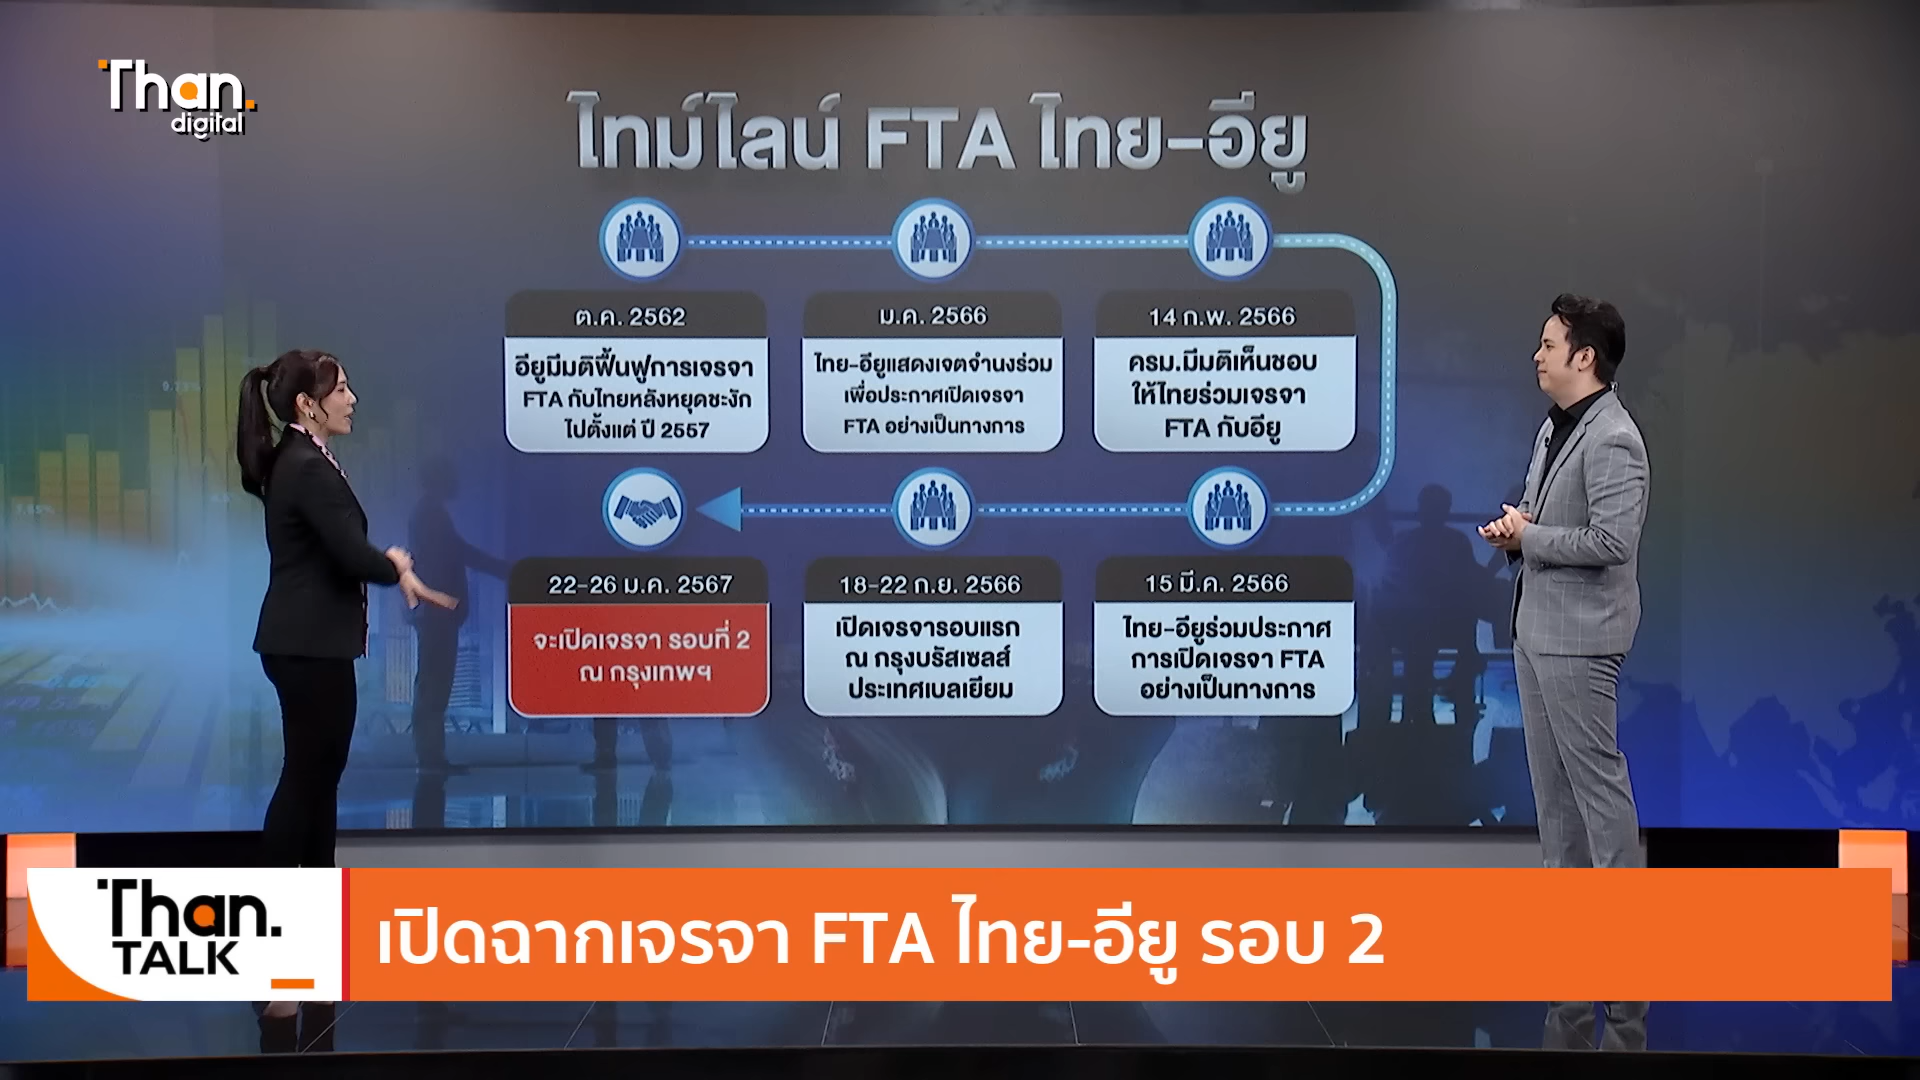 Than.
digital
ไทม์ไลน์ FTA ไทย-อียู
ต.ค. 2562
อียูมีมติฟื้นฟูการเจรจา
FTA กับไทยหลังหยุดชะงัก
ไปตั้งแต่ ปี 2557
ม.ค. 2566
ไทย-อียูแสดงเจตจำนงร่วม
เพื่อประกาศเปิดเจรจา
FTA อย่างเป็นทางการ
14 ก.พ. 2566
ครม.มีมติเห็นชอบ
ให้ไทยร่วมเจรจา
FTA กับอียู
15 มี.ค. 2566
ไทย-อียูร่วมประกาศ
การเปิดเจรจา FTA
อย่างเป็นทางการ
18-22 ก.ย. 2566
เปิดเจรจารอบแรก
ณ กรุงบรัสเซลส์
ประเทศเบลเยียม
22-26 ม.ค. 2567
จะเปิดเจรจา รอบที่ 2
ณ กรุงเทพฯ
Than.
TALK
เปิดฉากเจรจา FTA ไทย-อียู รอบ 2